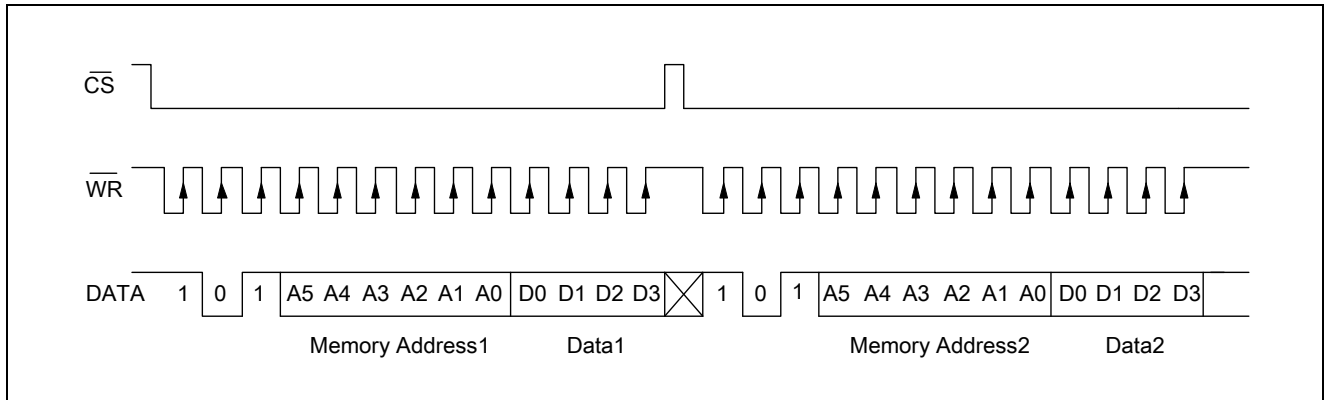 CS
WR
DATA 1 0 1 A5 A4 A3 A2 A1 A0 D0 D1 D2 D3 1 0 1 A5 A4 A3 A2 A1 A0 D0 D1 D2 D3
Memory Address1 Data1 Memory Address2 Data2